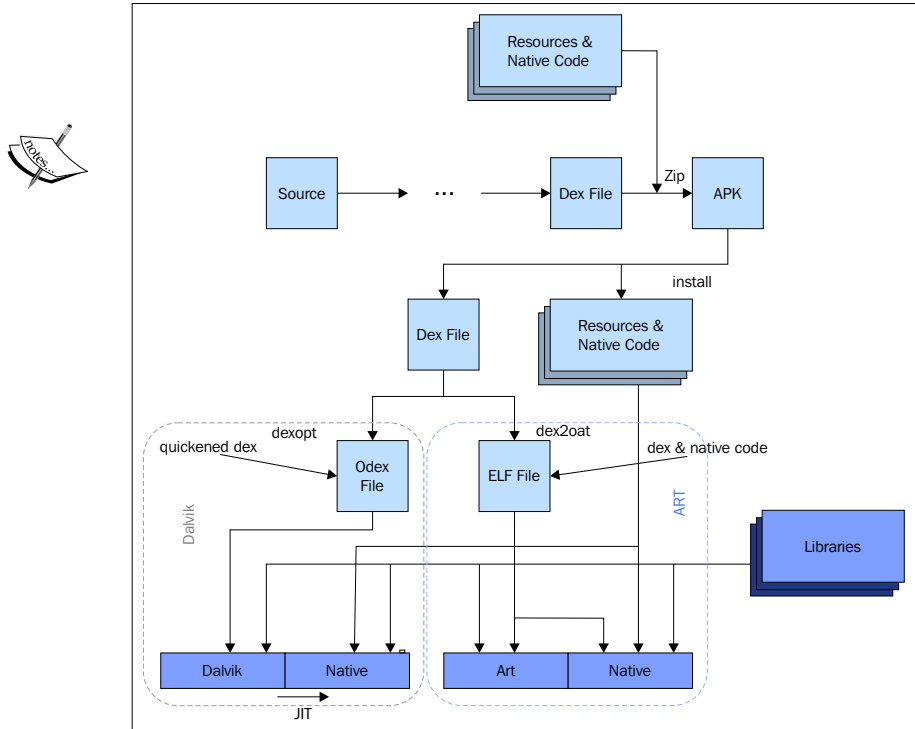 Resources &
Native Code
notes...
Source
...
Dex File
Zip
APK
install
Dex File
Resources &
Native Code
dexopt
dex2oat
quickened dex
dex & native code
Odex
File
ELF File
Dalvik
ART
Libraries
Dalvik
Native
Art
Native
JIT